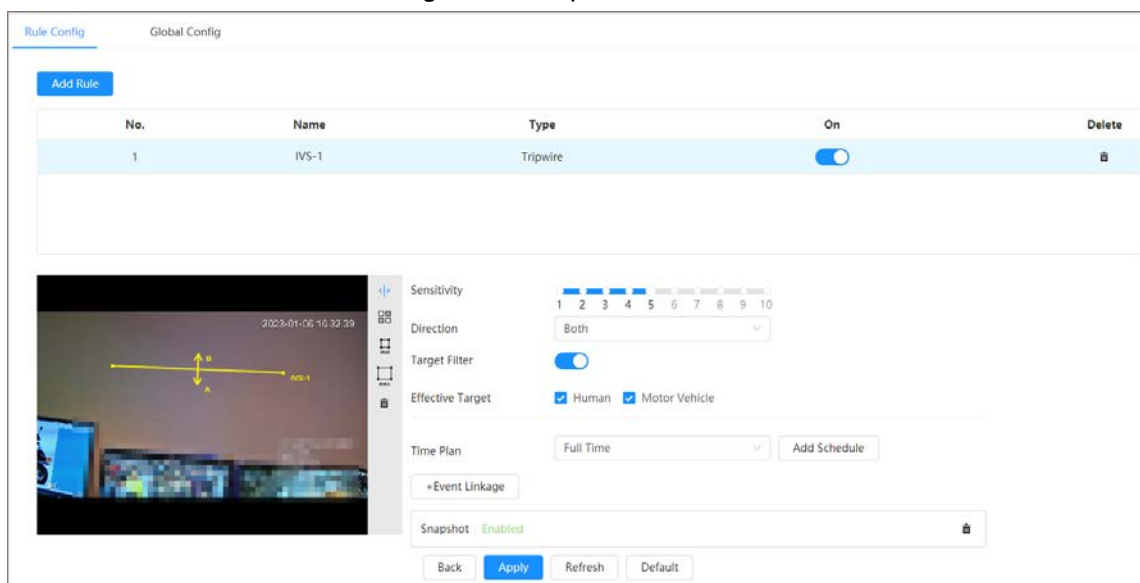 Rule Config Global Config
Add Rule
No. Name Type On Delete
1 IVS-1 Tripwire
2023-01-06 16:32:39
B
IVS-1
A
Sensitivity
1 2 3 4 5 6 7 8 9 10
Direction Both
Target Filter
Effective Target Human Motor Vehicle
Time Plan Full Time Add Schedule
+Event Linkage
Snapshot Enabled
Back Apply Refresh Default